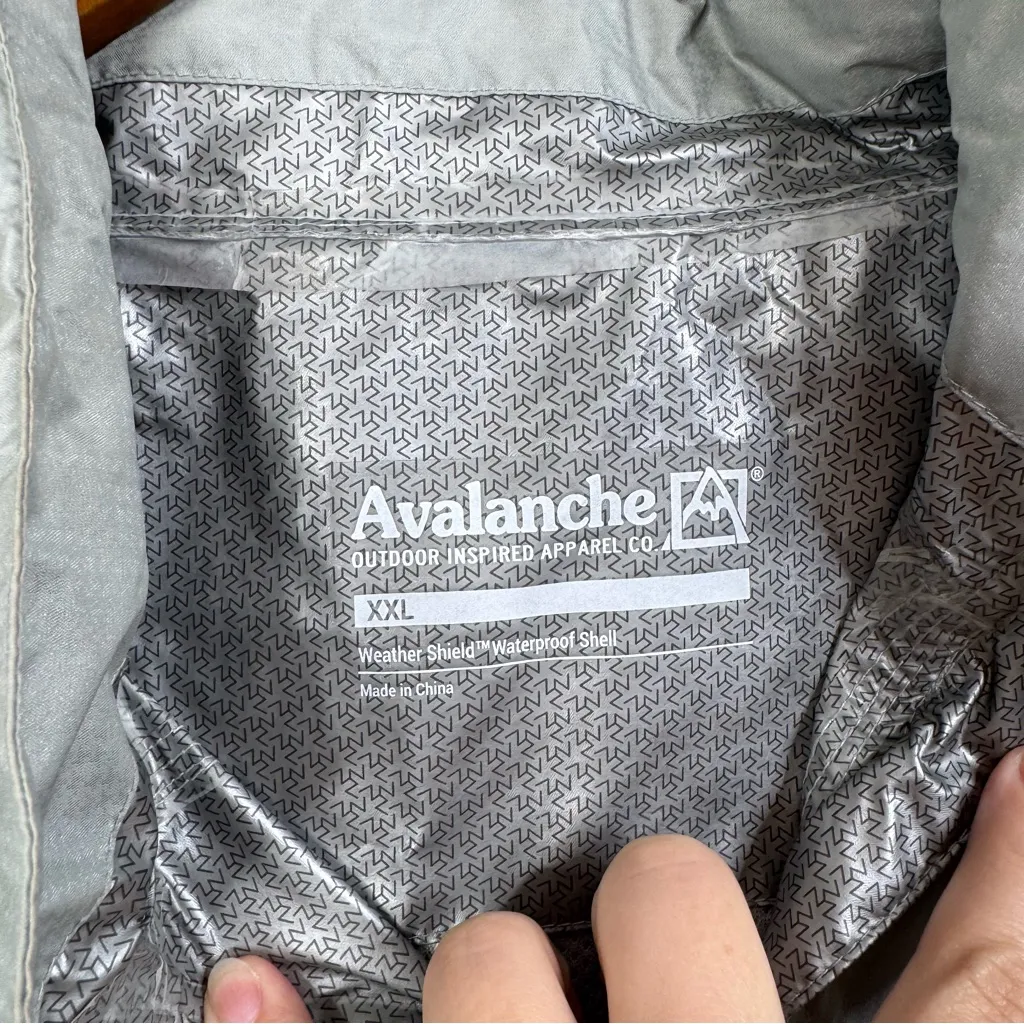 Avalanche®
OUTDOOR INSPIRED APPAREL CO.
XXL
Weather Shield™ Waterproof Shell
Made in China